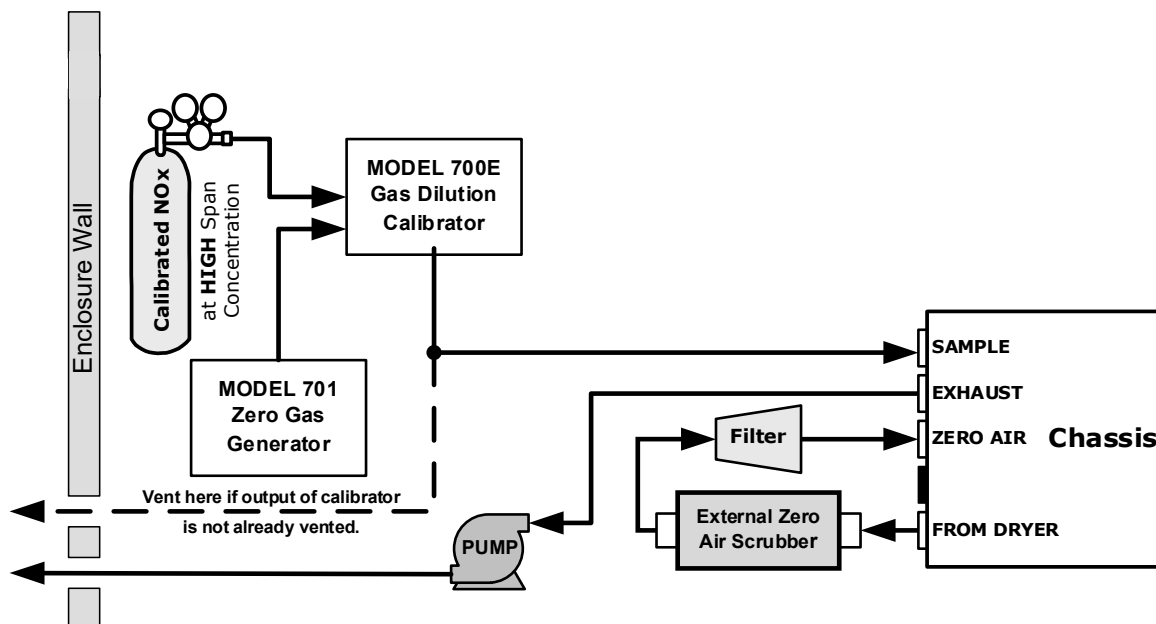 Enclosure Wall
Calibrated NOx
at HIGH Span
Concentration
MODEL 700E
Gas Dilution
Calibrator
MODEL 701
Zero Gas
Generator
Vent here if output of calibrator
is not already vented.
PUMP
Filter
External Zero
Air Scrubber
SAMPLE
EXHAUST
ZERO AIR
FROM DRYER
Chassis